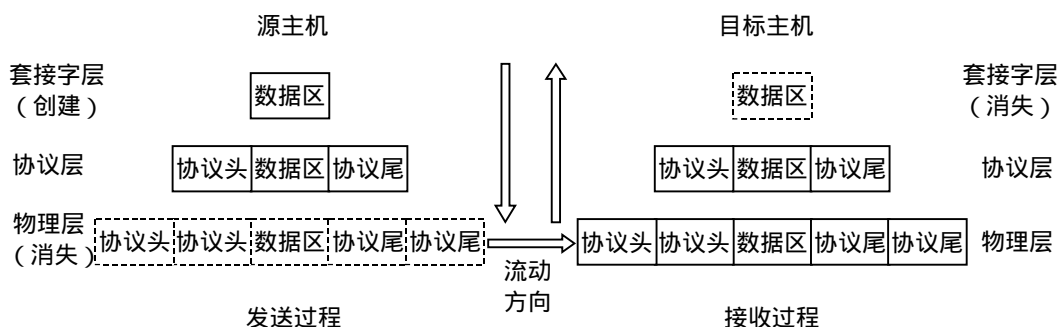 源主机
目标主机
套接字层
（创建）
数据区
数据区
套接字层
（消失）
协议层
协议头 数据区 协议尾
协议头 数据区 协议尾
协议层
物理层
（消失）
协议头 协议头 数据区 协议尾 协议尾
协议头 协议头 数据区 协议尾 协议尾
物理层
流动
方向
发送过程
接收过程